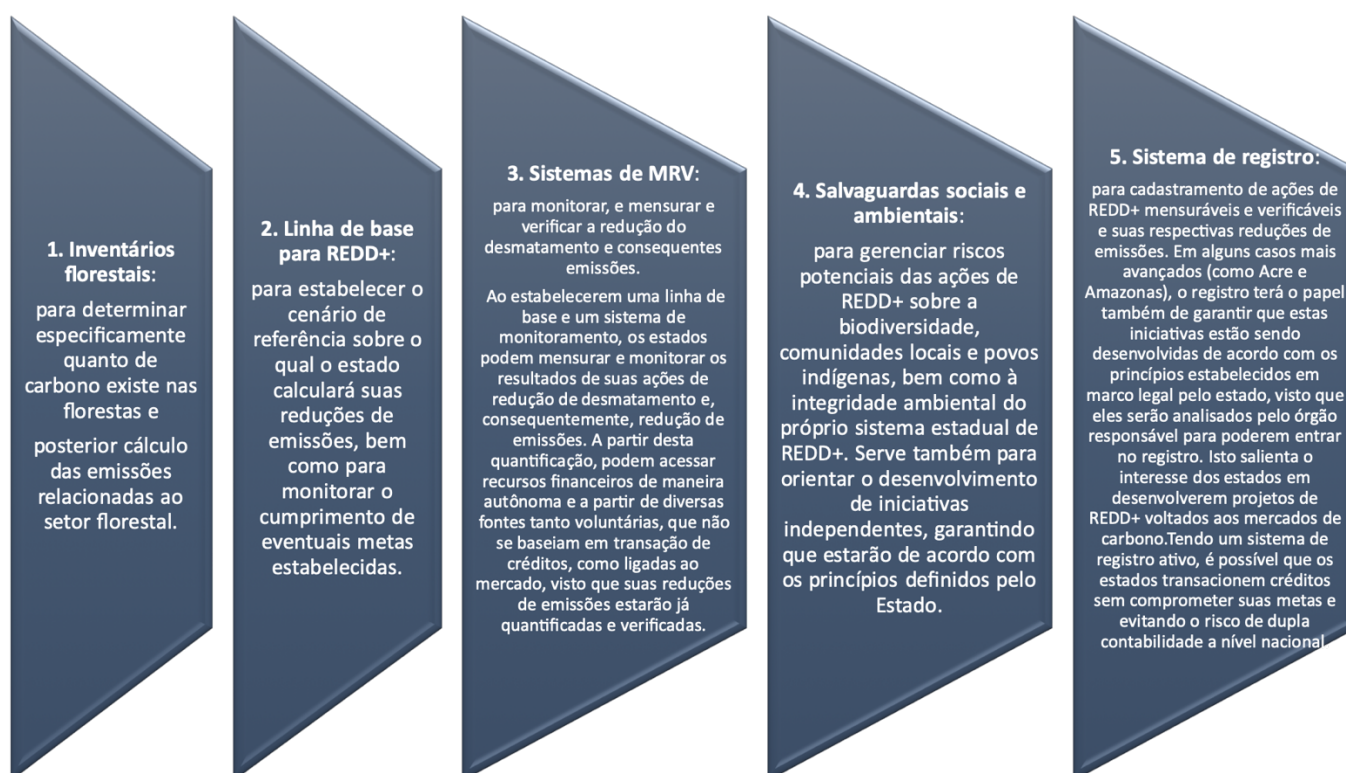 1. Inventários
florestais:
para determinar
especificamente
quanto de
carbono existe nas
florestas e
posterior cálculo
das emissões
relacionadas ao
setor florestal.
2. Linha de base
para REDD+:
para estabelecer o
cenário de
referência sobre o
qual o estado
calculará suas
reduções de
emissões, bem
como para
monitorar o
cumprimento de
eventuais metas
estabelecidas.
3. Sistemas de MRV:
para monitorar, e mensurar e
verificar a redução do
desmatamento e consequentes
emissões.
Ao estabelecerem uma linha de
base e um sistema de
monitoramento, os estados
podem mensurar e monitorar os
resultados de suas ações de
redução de desmatamento e,
consequentemente, redução de
emissões. A partir desta
quantificação, podem acessar
recursos financeiros de maneira
autônoma e a partir de diversas
fontes tanto voluntárias, que não
se baseiam em transação de
créditos, como ligadas ao
mercado, visto que suas reduções
de emissões estarão já
quantificadas e verificadas.
4. Salvaguardas sociais e
ambientais:
para gerenciar riscos
potenciais das ações de
REDD+ sobre a
biodiversidade,
comunidades locais e povos
indígenas, bem como à
integridade ambiental do
próprio sistema estadual de
REDD+. Serve também para
orientar o desenvolvimento
de iniciativas
independentes, garantindo
que estarão de acordo com
os princípios definidos pelo
Estado.
5. Sistema de registro:
para cadastramento de ações de
REDD+ mensuráveis e verificáveis
e suas respectivas reduções de
emissões. Em alguns casos mais
avançados (como Acre e
Amazonas), o registro terá o papel
também de garantir que estas
iniciativas estão sendo
desenvolvidas de acordo com os
princípios estabelecidos em
marco legal pelo estado, visto que
eles serão analisados pelo órgão
responsável para poderem entrar
no registro. Isto salienta o
interesse dos estados em
desenvolverem projetos de
REDD+ voltados aos mercados de
carbono.Tendo um sistema de
registro ativo, é possível que os
estados transacionem créditos
sem comprometer suas metas e
evitando o risco de dupla
contabilidade a nível nacional